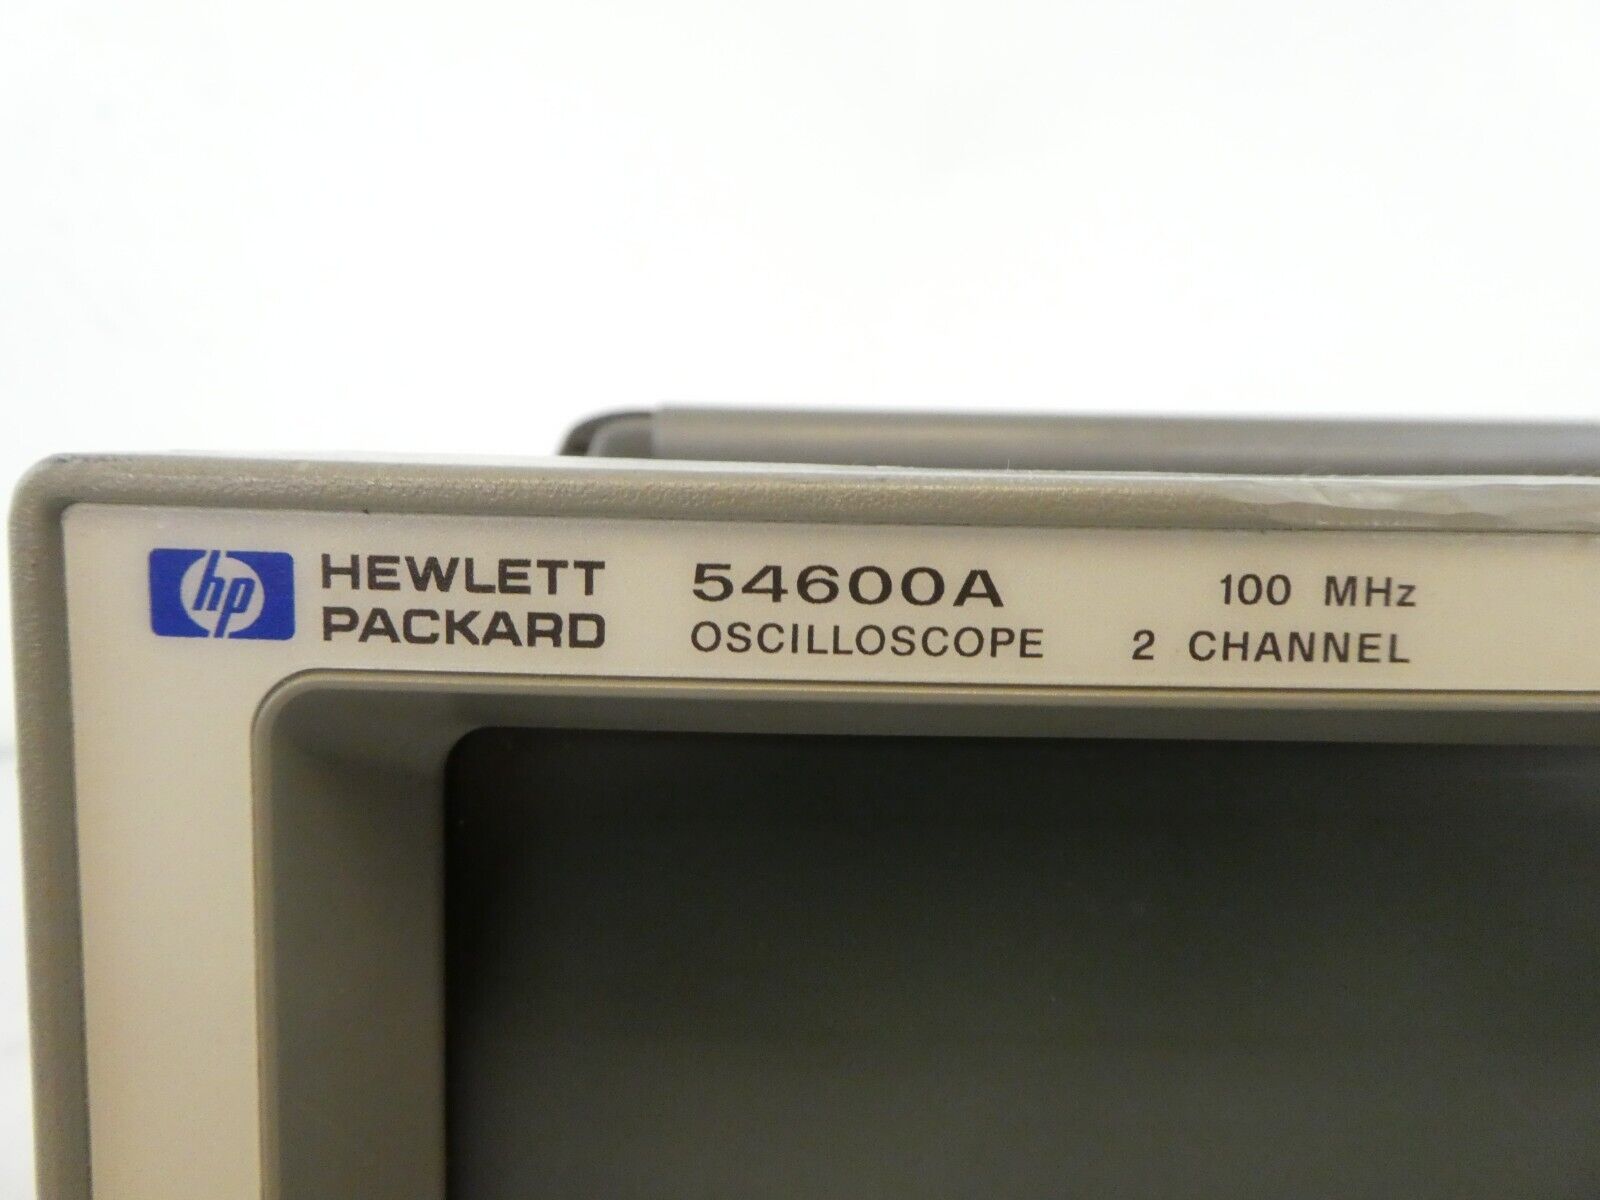 hp HEWLETT PACKARD
54600A 100 MHz
OSCILLOSCOPE 2 CHANNEL